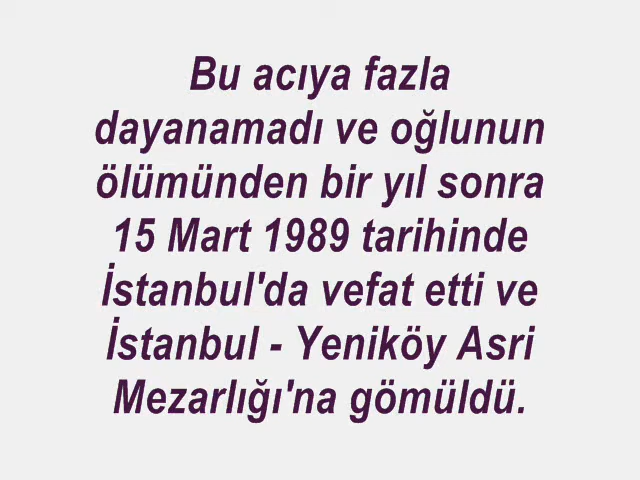 Bu acıya fazla
dayanamadı ve oğlunun
ölümünden bir yıl sonra
15 Mart 1989 tarihinde
İstanbul'da vefat etti ve
İstanbul - Yeniköy Asri
Mezarlığı'na gömüldü.